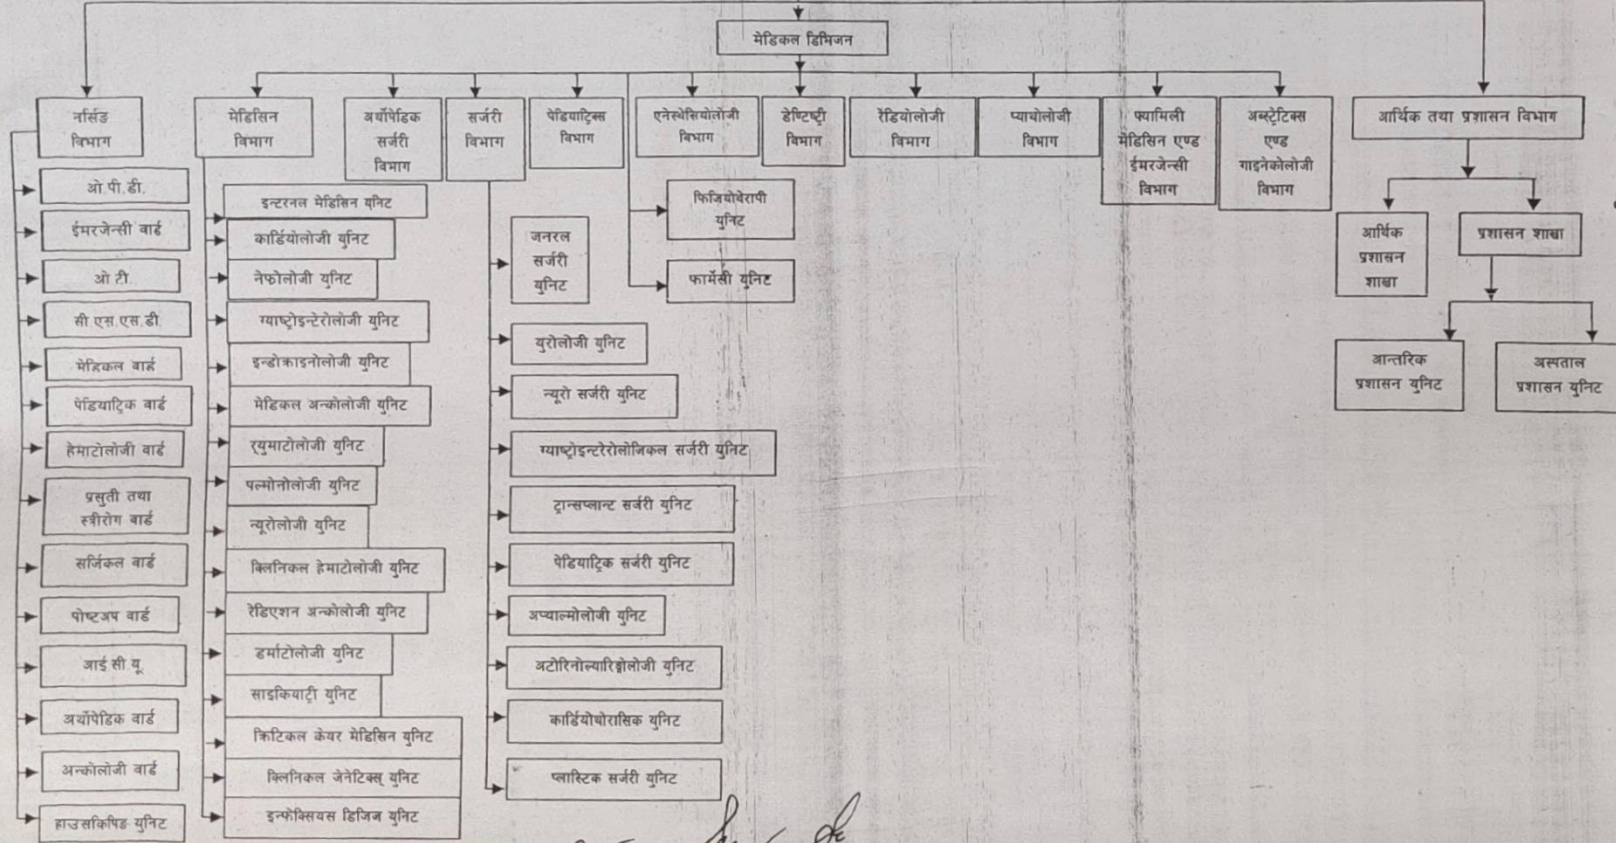 मेडिकल डिभिजन
नर्सिङ
विभाग
मेडिसिन
विभाग
अर्थोपेडिक
सर्जरी
विभाग
सर्जरी
विभाग
पेडियाट्रिक्स
विभाग
एनेस्थेसियोलोजी
विभाग
डेण्टिष्ट्री
विभाग
रेडियोलोजी
विभाग
प्याथोलोजी
विभाग
फ्यामिली
मेडिसिन एण्ड
ईमरजेन्सी
विभाग
अब्स्ट्रेटिक्स
एण्ड
गाइनेकोलोजी
विभाग
आर्थिक तथा प्रशासन विभाग
ओ.पी.डी.
ईमरजेन्सी वार्ड
ओ.टी.
सी.एस.एस.डी.
मेडिकल वार्ड
पेडियाट्रिक वार्ड
हेमाटोलोजी वार्ड
प्रसुती तथा
स्त्रीरोग वार्ड
सर्जिकल वार्ड
पोष्टअप वार्ड
आई.सी.यू.
अर्थोपेडिक वार्ड
अन्कोलोजी वार्ड
हाउसकिपिङ युनिट
इन्टरनल मेडिसिन युनिट
कार्डियोलोजी युनिट
नेफोलोजी युनिट
ग्याष्ट्रोइन्टेरोलोजी युनिट
इन्डोक्राइनोलोजी युनिट
मेडिकल अन्कोलोजी युनिट
र्‍युमाटोलोजी युनिट
पल्मोनोलोजी युनिट
न्यूरोलोजी युनिट
क्लिनिकल हेमाटोलोजी युनिट
रेडिएशन अन्कोलोजी युनिट
डर्माटोलोजी युनिट
साइकियाट्री युनिट
क्रिटिकल केयर मेडिसिन युनिट
क्लिनिकल जेनेटिक्स् युनिट
इन्फेक्सियस डिजिज युनिट
जनरल
सर्जरी
युनिट
युरोलोजी युनिट
न्यूरो सर्जरी युनिट
ग्याष्ट्रोइन्टरेरोलोजिकल सर्जरी युनिट
ट्रान्सप्लान्ट सर्जरी युनिट
पेडियाट्रिक सर्जरी युनिट
अप्थाल्मोलोजी युनिट
अटोरिनोल्यारिङ्गोलोजी युनिट
कार्डियोथोरासिक युनिट
प्लास्टिक सर्जरी युनिट
फिजियोथेरापी
युनिट
फार्मेसी युनिट
आर्थिक
प्रशासन
शाखा
प्रशासन शाखा
आन्तरिक
प्रशासन युनिट
अस्पताल
प्रशासन युनिट